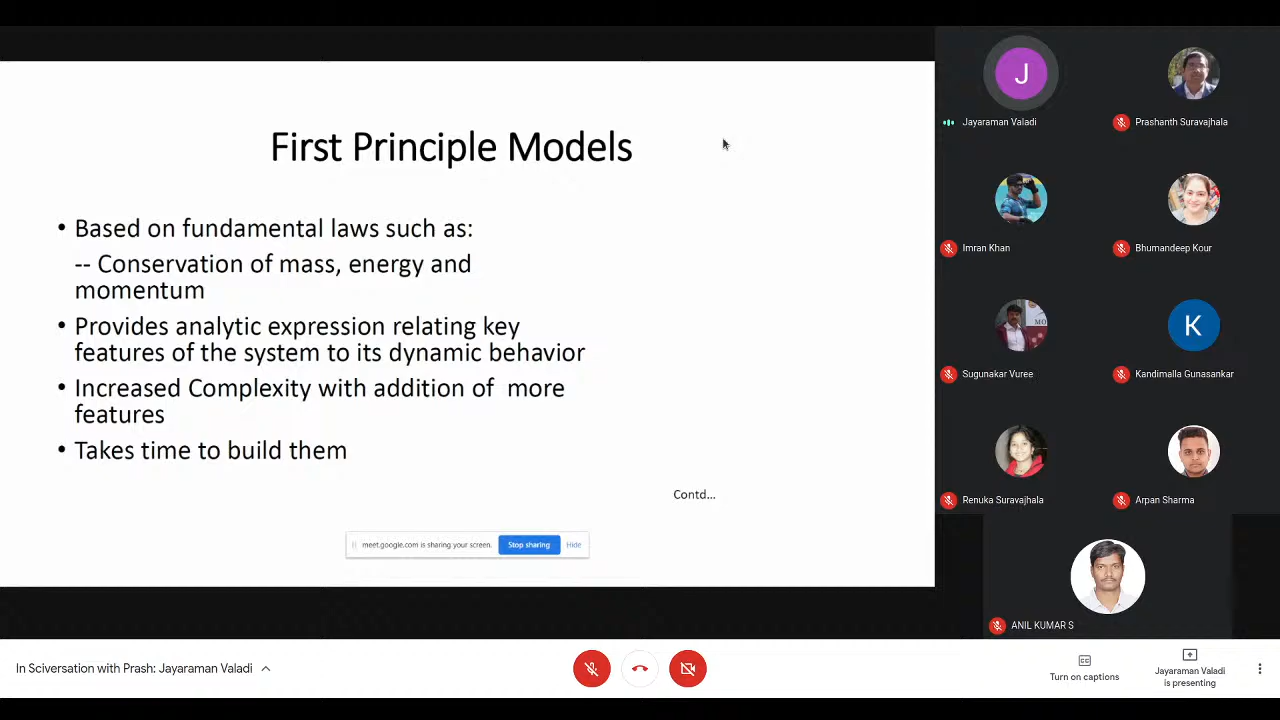 First Principle Models
• Based on fundamental laws such as:
-- Conservation of mass, energy and
momentum
• Provides analytic expression relating key
features of the system to its dynamic behavior
• Increased Complexity with addition of  more
features
• Takes time to build them
Contd...
meet.google.com is sharing your screen.
Stop sharing
Hide
J
Jayaraman Valadi
Prashanth Suravajhala
Imran Khan
Bhumandeep Kour
MO
K
Sugunakar Vuree
Kandimalla Gunasankar
Renuka Suravajhala
Arpan Sharma
ANIL KUMAR S
In Sciversation with Prash: Jayaraman Valadi
Turn on captions
Jayaraman Valadi
is presenting